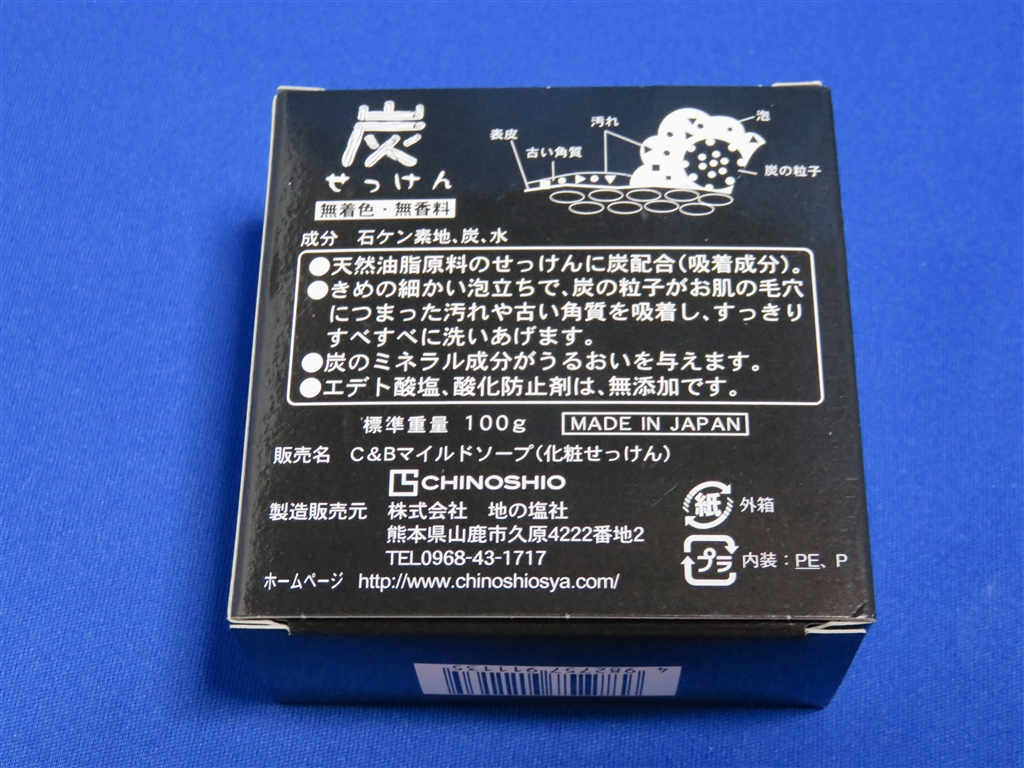 炭
せっけん
無着色・無香料
表皮
古い角質
汚れ
泡
炭の粒子
成分 石ケン素地、炭、水
●天然油脂原料のせっけんに炭配合(吸着成分)。
●きめの細かい泡立ちで、炭の粒子がお肌の毛穴
につまった汚れや古い角質を吸着し、すっきり
すべすべに洗いあげます。
●炭のミネラル成分がうるおいを与えます。
●エデト酸塩、酸化防止剤は、無添加です。
標準重量 100g MADE IN JAPAN
販売名 C&Bマイルドソープ(化粧せっけん)
CHINOSHIO
製造販売元 株式会社 地の塩社
熊本県山鹿市久原4222番地2
TEL0968-43-1717
ホームページ http://www.chinoshiosya.com/
紙 外箱
プラ 内装:PE、P
4982757911135